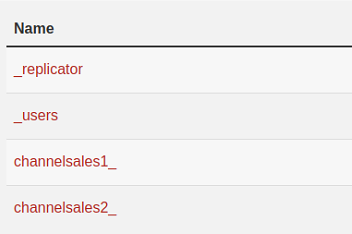 Name
_replicator
_users
channelsales1_
channelsales2_